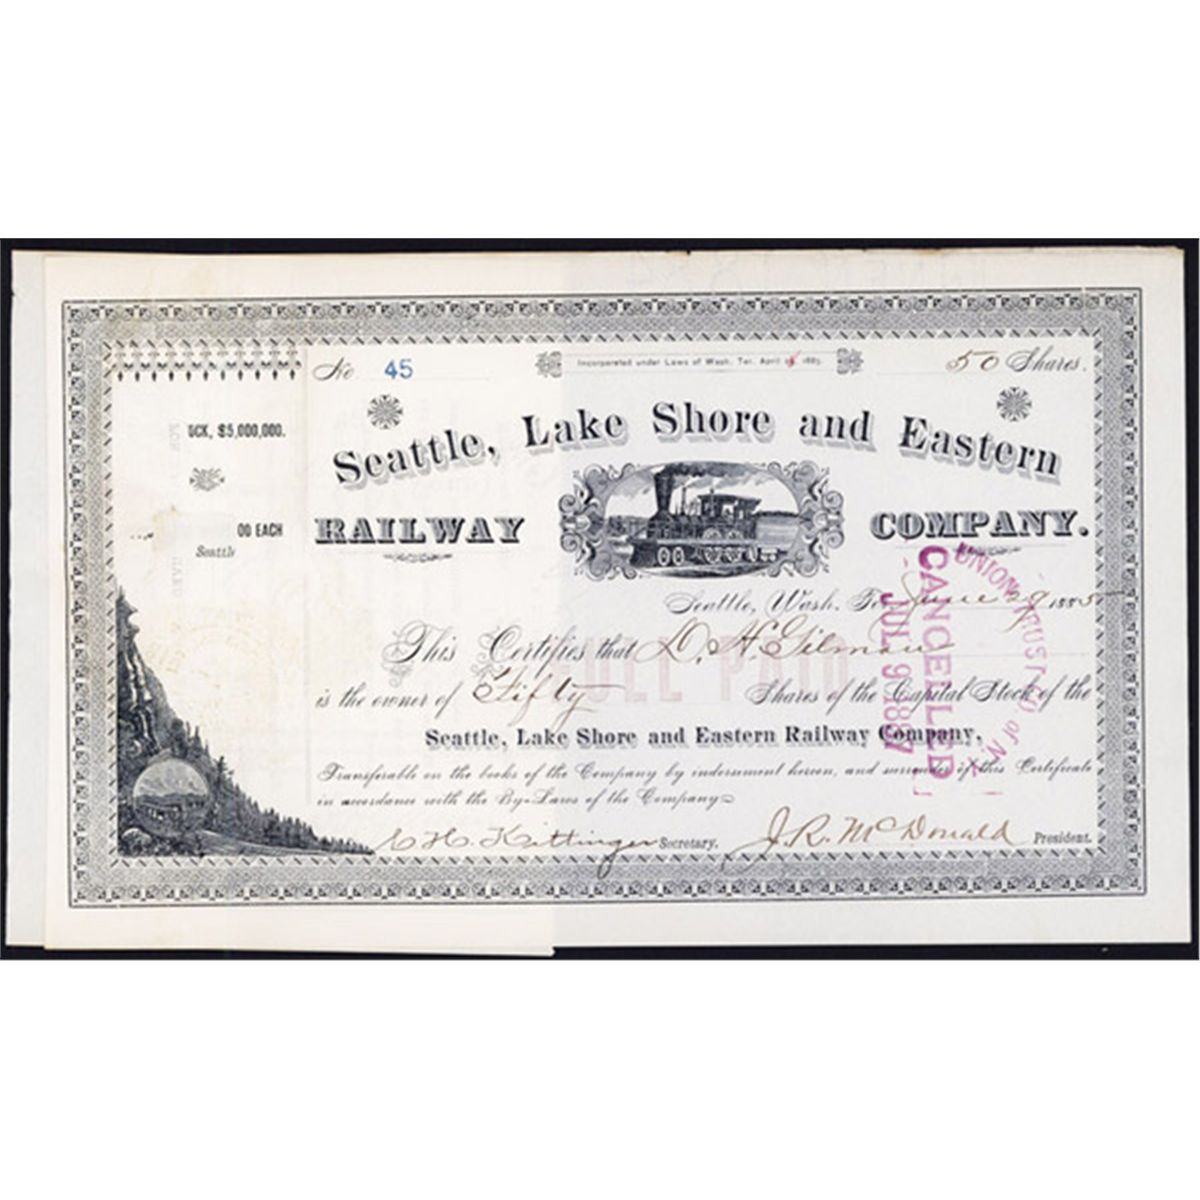 No 45
Incorporated under Laws of Wash. Ter. April 1885.
50 Shares.
OCK, $5,000,000.
00 EACH
Seattle
Seattle, Lake Shore and Eastern
RAILWAY COMPANY.
Seattle, Wash. Ter. June 29 1885
This Certifies that D. H. Gilman
is the owner of Fifty Shares of the Capital Stock of the
FULL PAID
Seattle, Lake Shore and Eastern Railway Company,
Transferable on the books of the Company by indorsement hereon, and surrender of this Certificate
in accordance with the By-Laws of the Company
C H Kittinger Secretary. J. R. McDonald President.
UNION TRUST of N.Y.
CANCELLED
JUL 9 1887